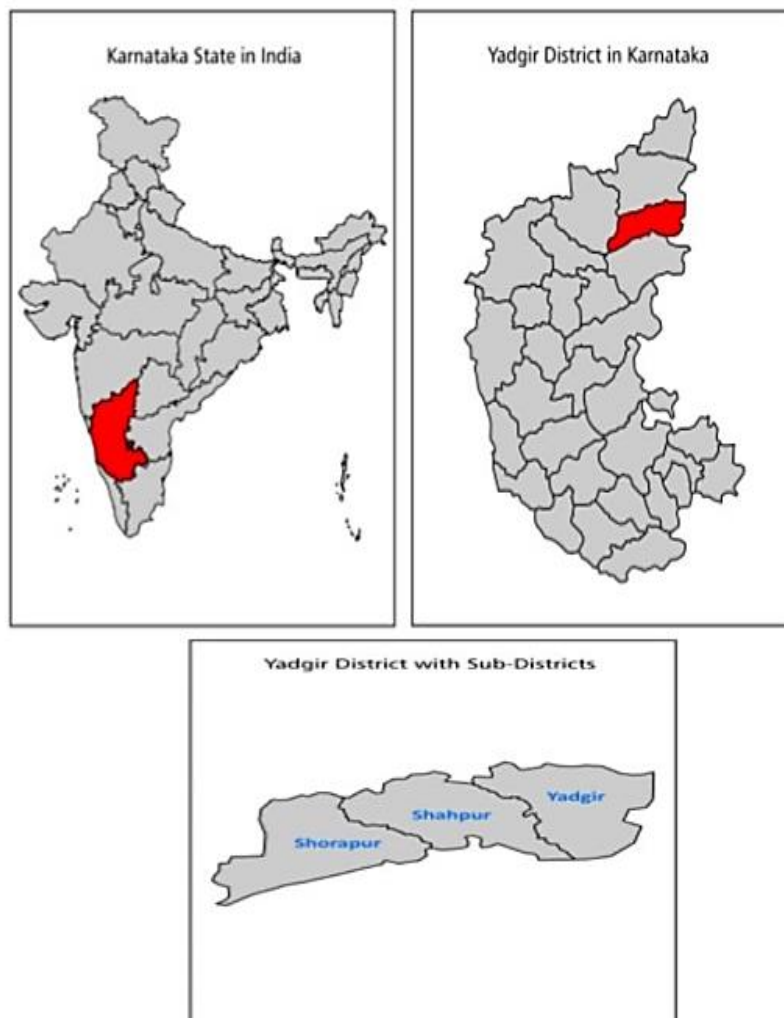 Karnataka State in India
Yadgir District in Karnataka
Yadgir District with Sub-Districts
Yadgir
Shahpur
Shorapur